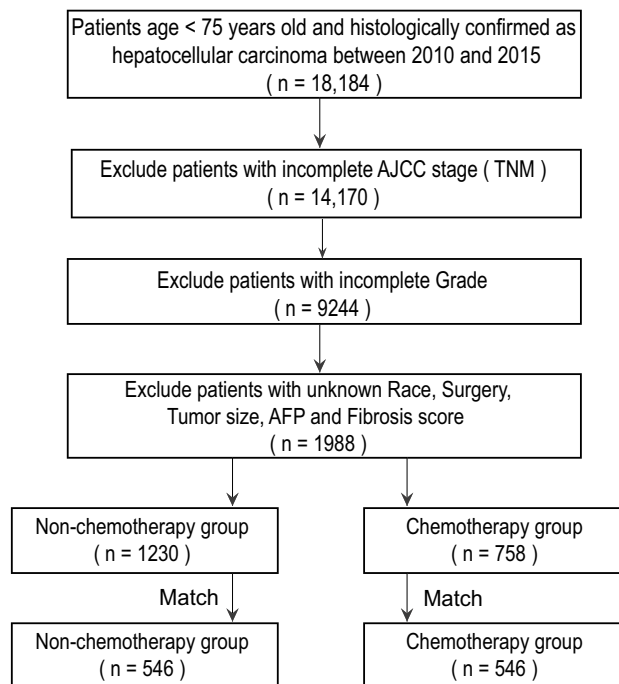 Patients age < 75 years old and histologically confirmed as
hepatocellular carcinoma between 2010 and 2015
( n = 18,184 )
Exclude patients with incomplete AJCC stage ( TNM )
( n = 14,170 )
Exclude patients with incomplete Grade
( n = 9244 )
Exclude patients with unknown Race, Surgery,
Tumor size, AFP and Fibrosis score
( n = 1988 )
Non-chemotherapy group
( n = 1230 )
Chemotherapy group
( n = 758 )
Match
Match
Non-chemotherapy group
( n = 546 )
Chemotherapy group
( n = 546 )